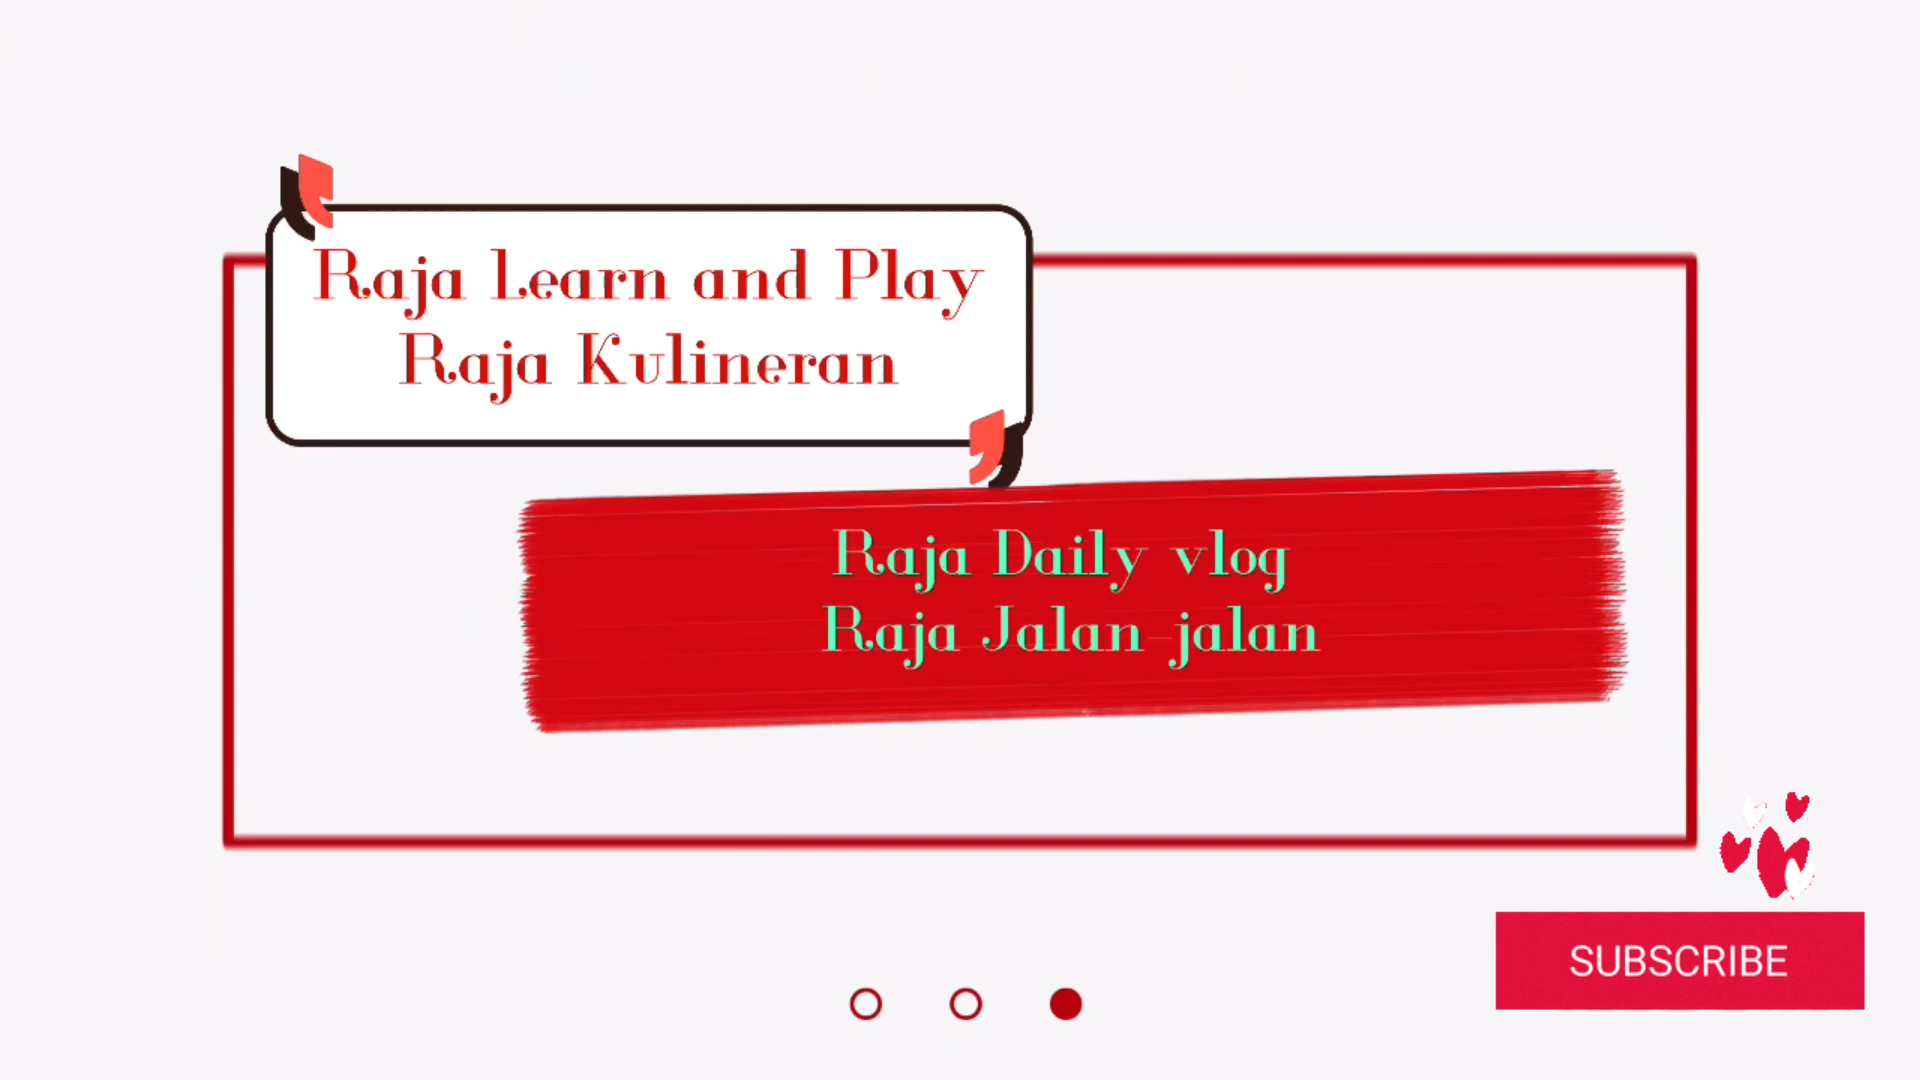 Raja Learn and Play
Raja Kulineran
Raja Daily vlog
Raja Jalan jalan
SUBSCRIBE